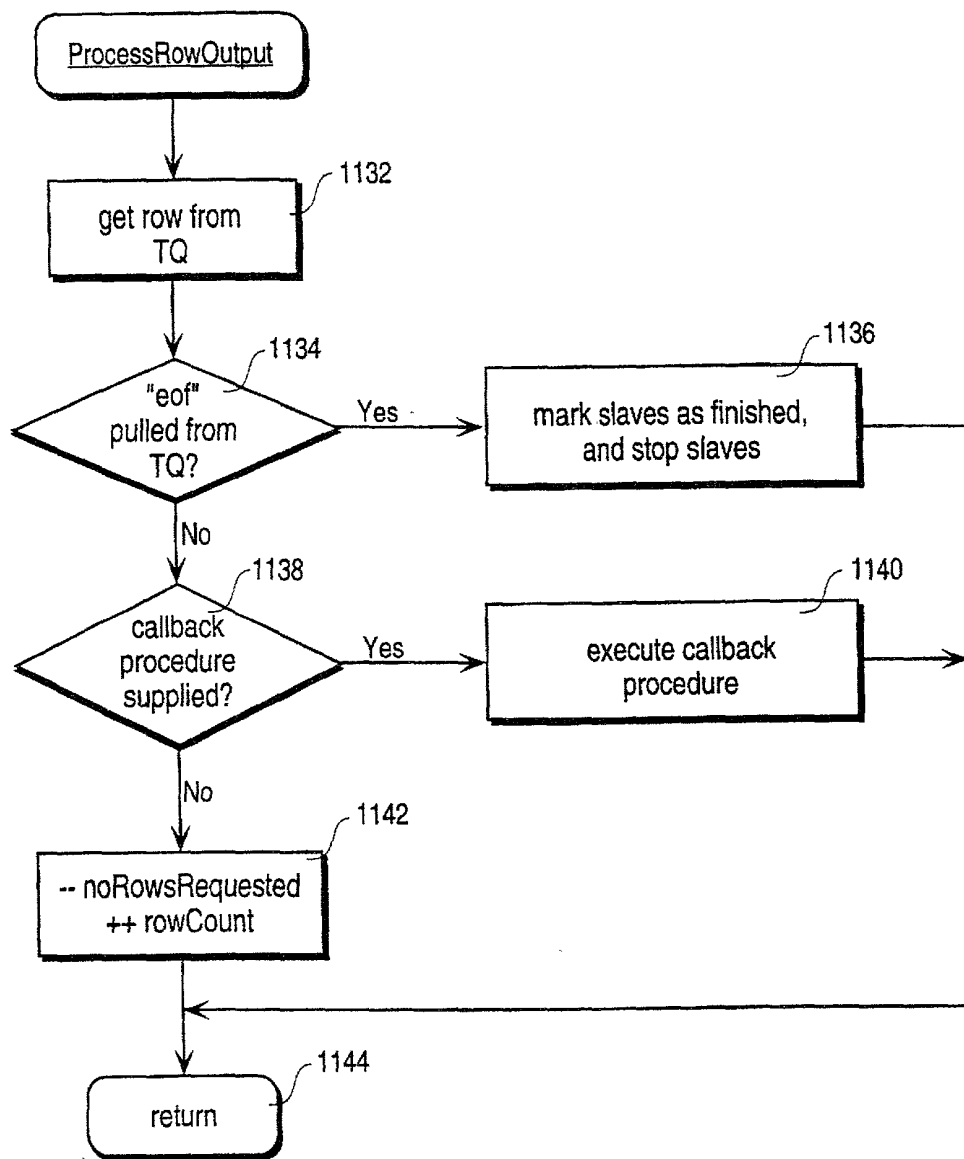 ProcessRowOutput
1132
get row from
TQ
1134
"eof"
pulled from
TQ?
Yes
1136
mark slaves as finished,
and stop slaves
No
1138
callback
procedure
supplied?
Yes
1140
execute callback
procedure
No
1142
-- noRowsRequested
++ rowCount
1144
return